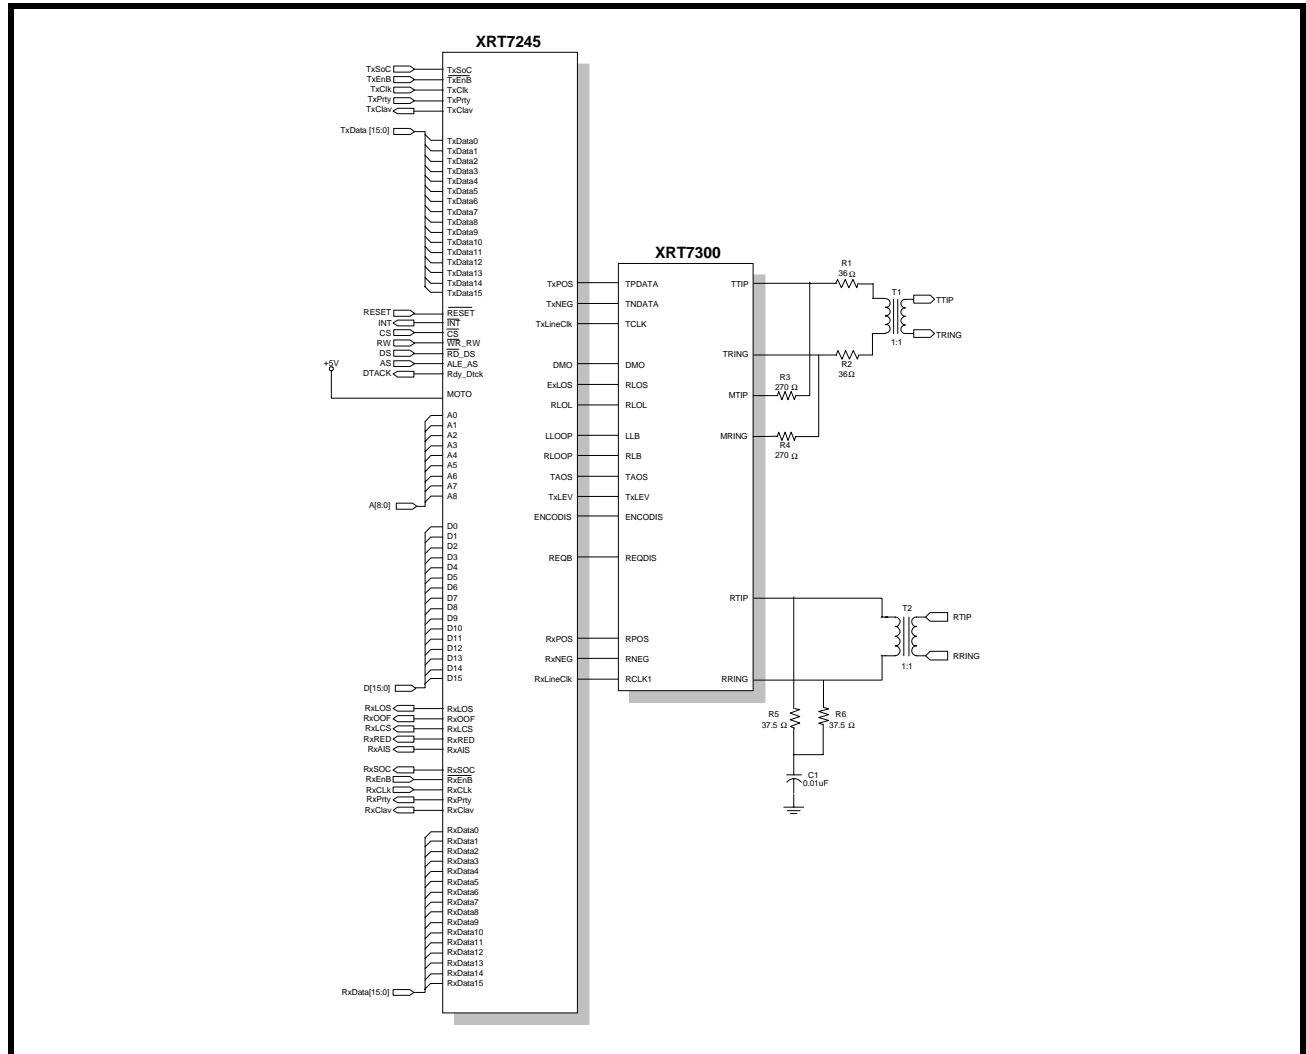 XRT7245
TxSoC TxSoC
TxEnB TxEnB
TxClk TxClk
TxPrty TxPrty
TxClav TxClav
TxData [15:0]
TxData0
TxData1
TxData2
TxData3
TxData4
TxData5
TxData6
TxData7
TxData8
TxData9
TxData10
TxData11
TxData12
TxData13
TxData14
TxData15
RESET RESET
INT INT
CS CS
RW WR_RW
DS RD_DS
AS ALE_AS
DTACK Rdy_Dtck
+5V
MOTO
A0
A1
A2
A3
A4
A5
A6
A7
A8
A[8:0]
D0
D1
D2
D3
D4
D5
D6
D7
D8
D9
D10
D11
D12
D13
D14
D15
D[15:0]
RxLOS RxLOS
RxOOF RxOOF
RxLCS RxLCS
RxRED RxRED
RxAIS RxAIS
RxSOC RxSOC
RxEnB RxEnB
RxCLk RxCLk
RxPrty RxPrty
RxClav RxClav
RxData0
RxData1
RxData2
RxData3
RxData4
RxData5
RxData6
RxData7
RxData8
RxData9
RxData10
RxData11
RxData12
RxData13
RxData14
RxData15
RxData[15:0]
XRT7300
TxPOS TPDATA
TxNEG TNDATA
TxLineClk TCLK
DMO DMO
ExLOS RLOS
RLOL RLOL
LLOOP LLB
RLOOP RLB
TAOS TAOS
TxLEV TxLEV
ENCODIS ENCODIS
REQB REQDIS
RxPOS RPOS
RxNEG RNEG
RxLineClk RCLK1
TTIP
TRING
MTIP
MRING
RTIP
RRING
R1
36Ω
T1
TTIP
TRING
1:1
R2
36Ω
R3
270 Ω
R4
270 Ω
T2
RTIP
RRING
1:1
R5
37.5 Ω
R6
37.5 Ω
C1
0.01uF